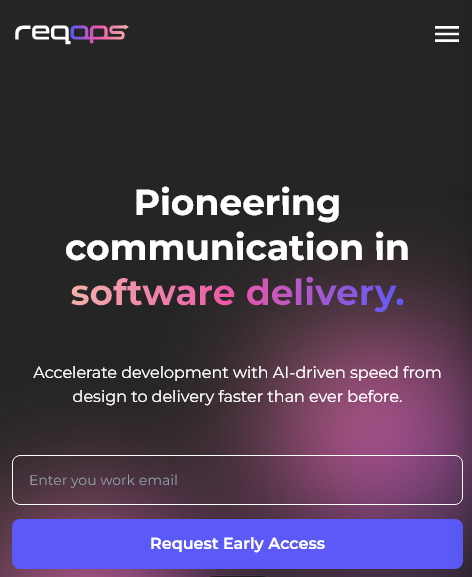 reqops
Pioneering
communication in
software delivery.
Accelerate development with AI-driven speed from
design to delivery faster than ever before.
Enter you work email
Request Early Access